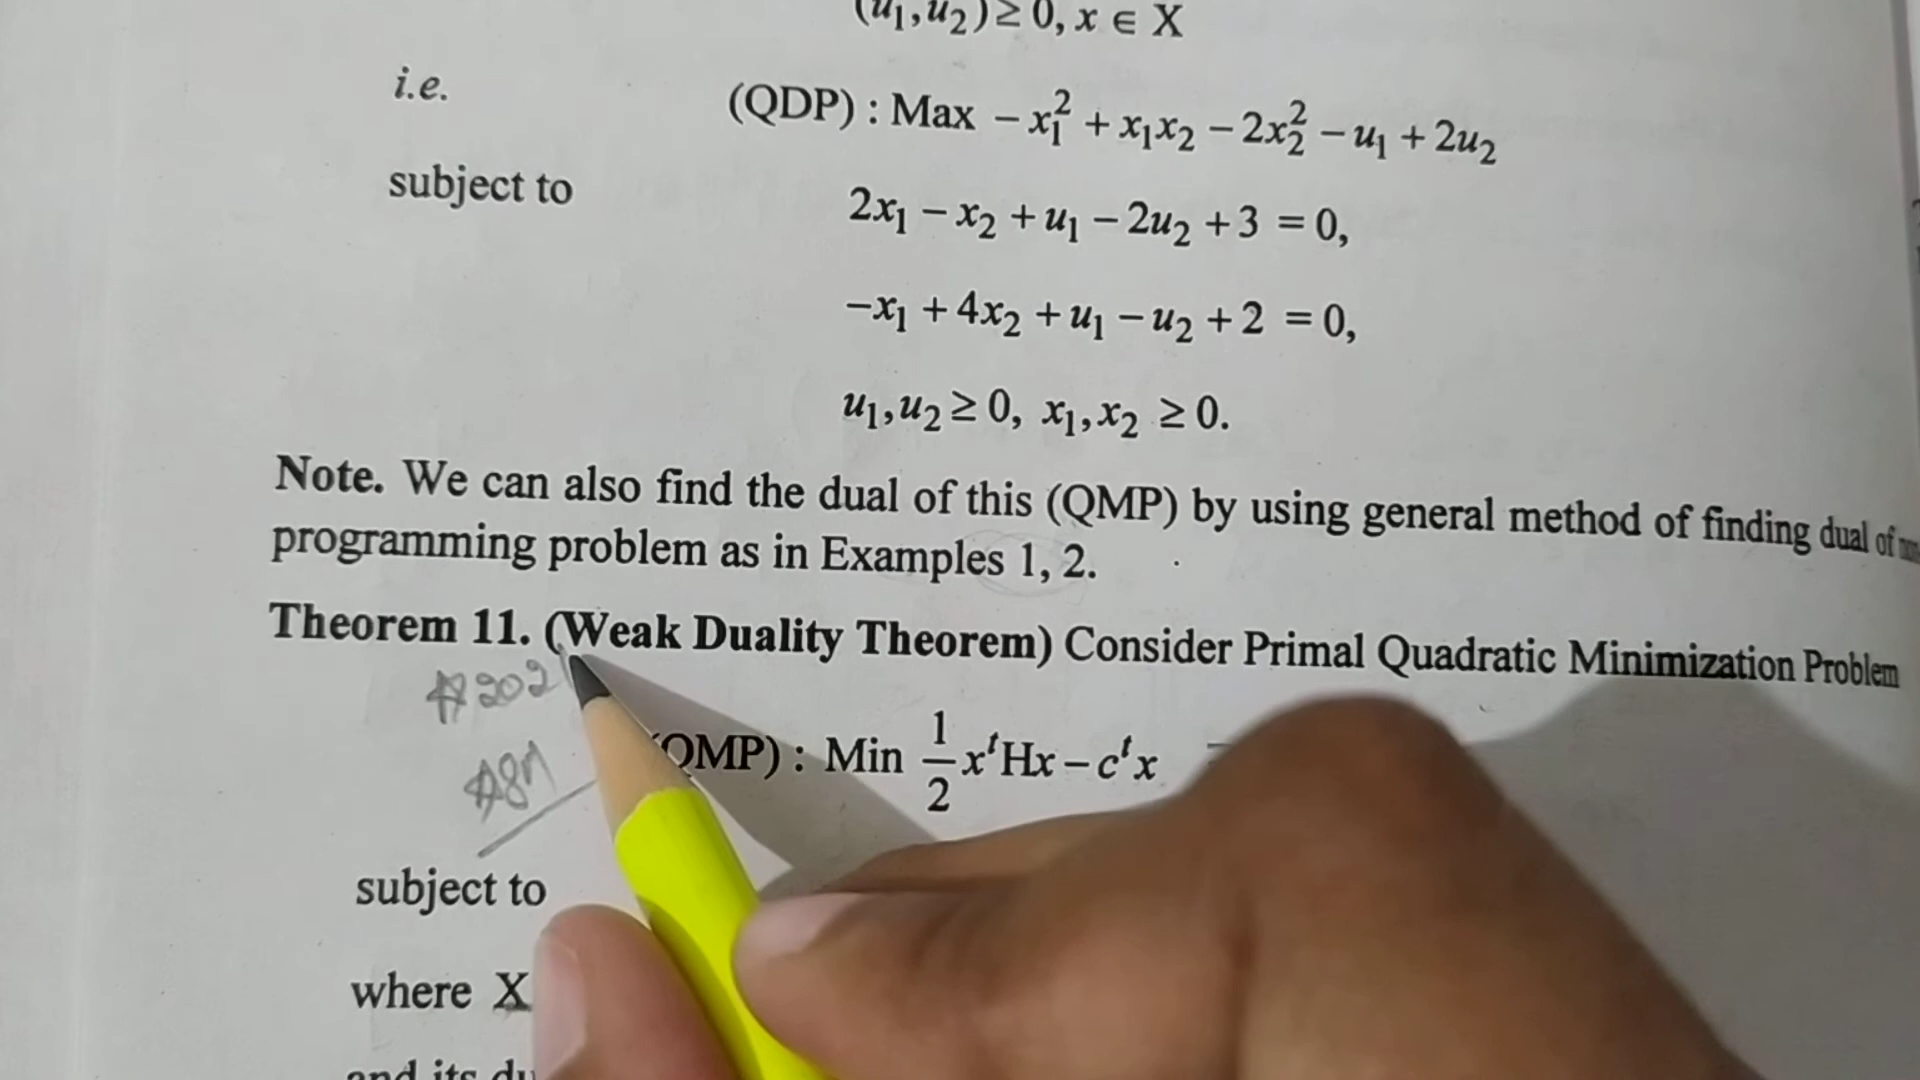 (u₁,u₂) ≥ 0, x ∈ X
i.e. (QDP) : Max − x₁² + x₁x₂ − 2x₂² − u₁ + 2u₂
subject to 2x₁ − x₂ + u₁ − 2u₂ + 3 = 0,
−x₁ + 4x₂ + u₁ − u₂ + 2 = 0,
u₁,u₂ ≥ 0, x₁,x₂ ≥ 0.
Note. We can also find the dual of this (QMP) by using general method of finding dual of
programming problem as in Examples 1, 2.
Theorem 11. (Weak Duality Theorem) Consider Primal Quadratic Minimization Problem
(QMP) : Min 1/2 xᵗHx – cᵗx
subject to
where X
and its